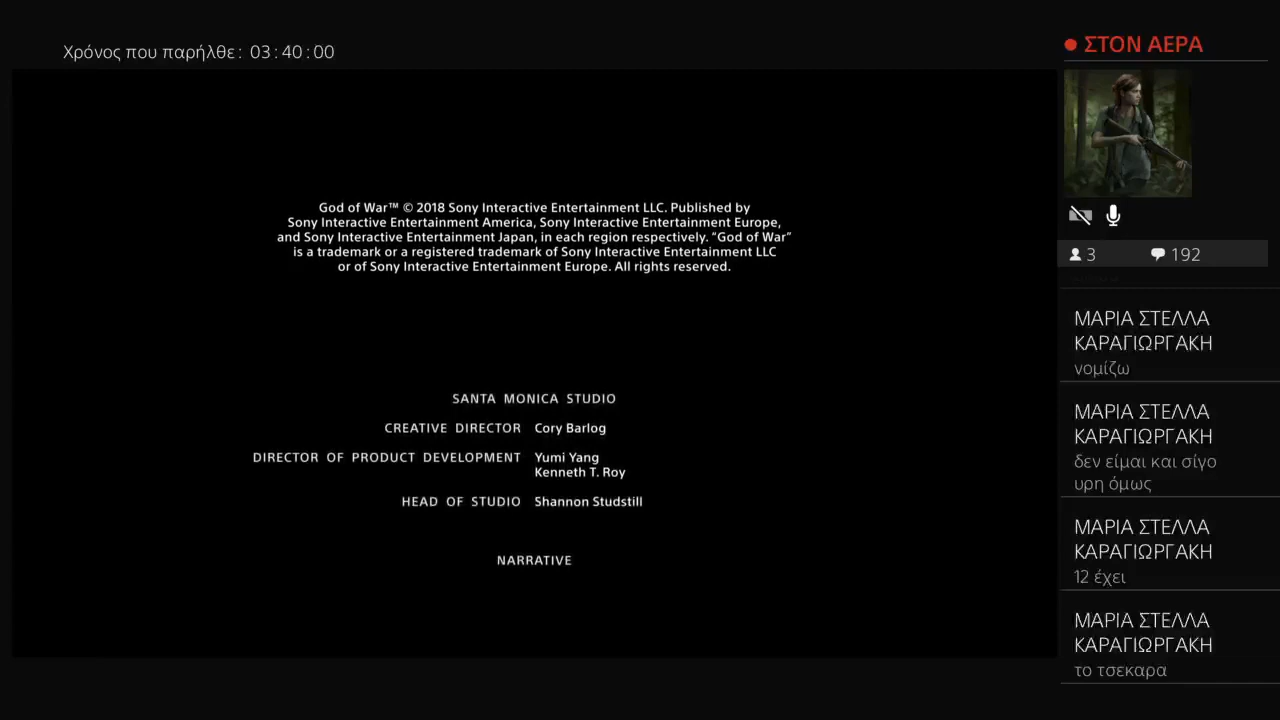 Χρόνος που παρήλθε: 03:40:00
God of War™ © 2018 Sony Interactive Entertainment LLC. Published by
Sony Interactive Entertainment America, Sony Interactive Entertainment Europe,
and Sony Interactive Entertainment Japan, in each region respectively. "God of War"
is a trademark or a registered trademark of Sony Interactive Entertainment LLC
or of Sony Interactive Entertainment Europe. All rights reserved.
SANTA MONICA STUDIO
CREATIVE DIRECTOR Cory Barlog
DIRECTOR OF PRODUCT DEVELOPMENT Yumi Yang
Kenneth T. Roy
HEAD OF STUDIO Shannon Studstill
NARRATIVE
ΣΤΟΝ ΑΕΡΑ
3 192
ΜΑΡΙΑ ΣΤΕΛΛΑ
ΚΑΡΑΓΙΩΡΓΑΚΗ
νομίζω
ΜΑΡΙΑ ΣΤΕΛΛΑ
ΚΑΡΑΓΙΩΡΓΑΚΗ
δεν είμαι και σίγο
υρη όμως
ΜΑΡΙΑ ΣΤΕΛΛΑ
ΚΑΡΑΓΙΩΡΓΑΚΗ
12 έχει
ΜΑΡΙΑ ΣΤΕΛΛΑ
ΚΑΡΑΓΙΩΡΓΑΚΗ
το τσεκαρα